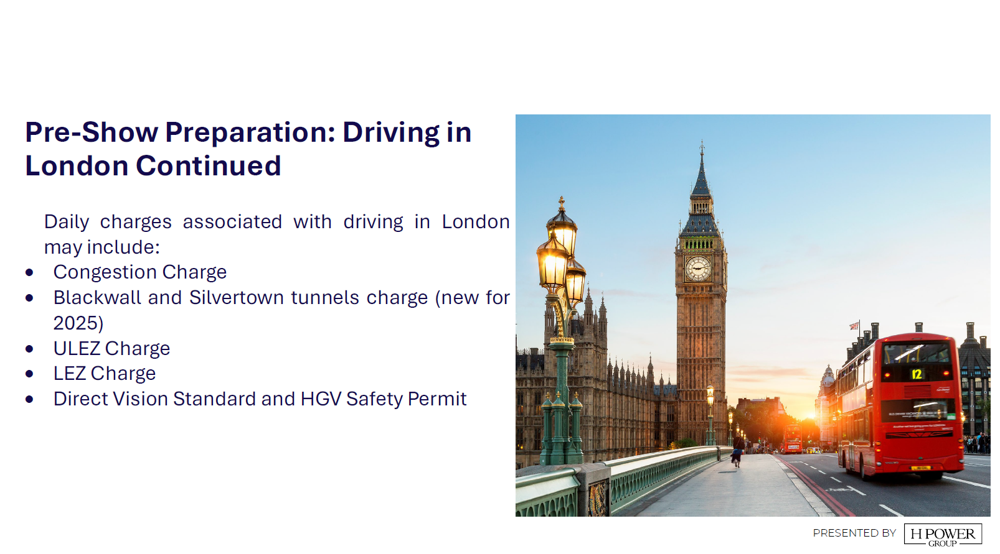 Pre-Show Preparation: Driving in
London Continued
Daily charges associated with driving in London
may include:
• Congestion Charge
• Blackwall and Silvertown tunnels charge (new for
2025)
• ULEZ Charge
• LEZ Charge
• Direct Vision Standard and HGV Safety Permit
12
PRESENTED BY
H POWER
GROUP